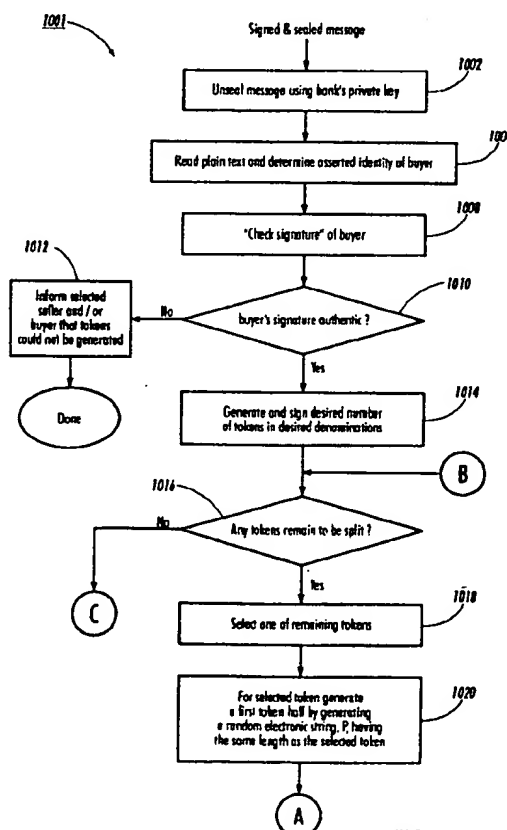 1001
Signed & sealed message
1002
Unseal message using bank's private key
100
Read plain text and determine asserted identity of buyer
1008
"Check signature" of buyer
1012
1010
Inform selected
seller and / or
buyer that tokens
could not be generated
No
buyer's signature authentic ?
Yes
Done
1014
Generate and sign desired number
of tokens in desired denominations
B
1016
No
Any tokens remain to be split ?
C
Yes
1018
Select one of remaining tokens
1020
For selected token generate
a first token half by generating
a random electronic string, P, having
the same length as the selected token
A